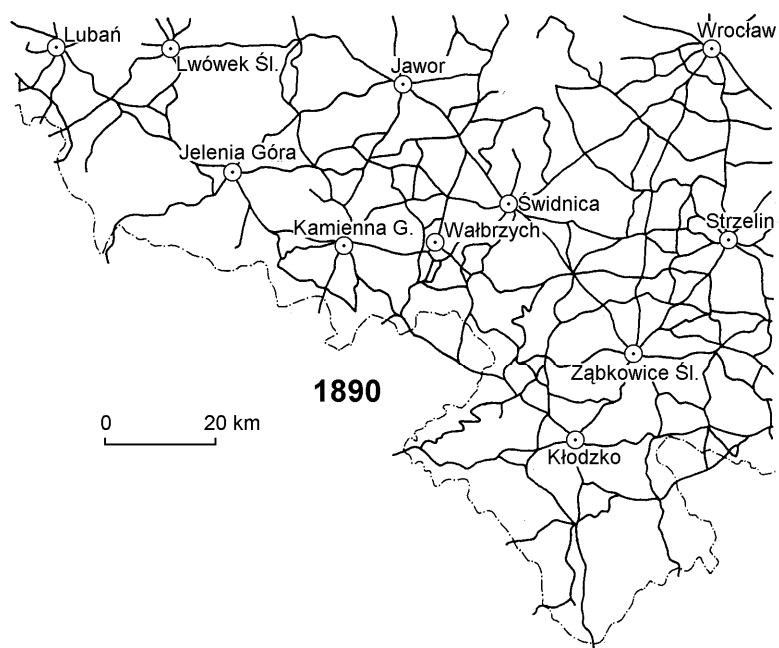 Lubań
Lwówek Śl.
Jawor
Wrocław
Jelenia Góra
Świdnica
Kamienna G.
Wałbrzych
Strzelin
Ząbkowice Śl.
1890
0 20 km
Kłodzko